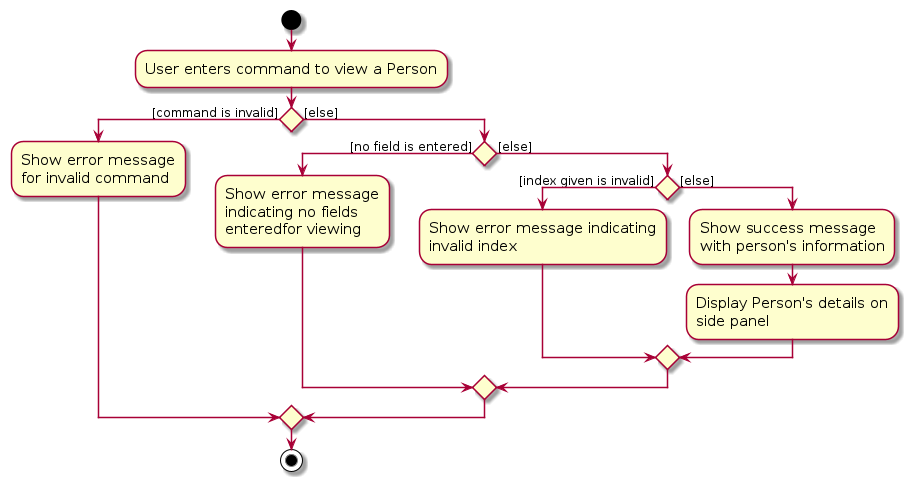 User enters command to view a Person
[command is invalid]
[else]
Show error message
for invalid command
[no field is entered]
[else]
Show error message
indicating no fields
enteredfor viewing
[index given is invalid]
[else]
Show error message indicating
invalid index
Show success message
with person's information
Display Person's details on
side panel